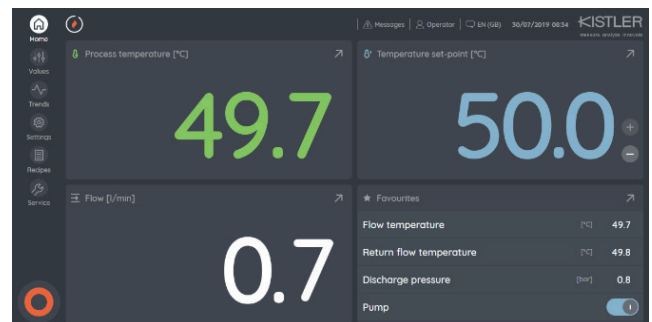 Messages | Operator | EN (GB) 30/07/2019 08:34 KISTLER
measure. analyze. innovate.
Home
Values
Trends
Settings
Recipes
Service
Process temperature [°C]
49.7
Temperature set-point [°C]
50.0
+
−
Flow [l/min]
0.7
Favourites
Flow temperature [°C] 49.7
Return flow temperature [°C] 49.8
Discharge pressure [bar] 0.8
Pump